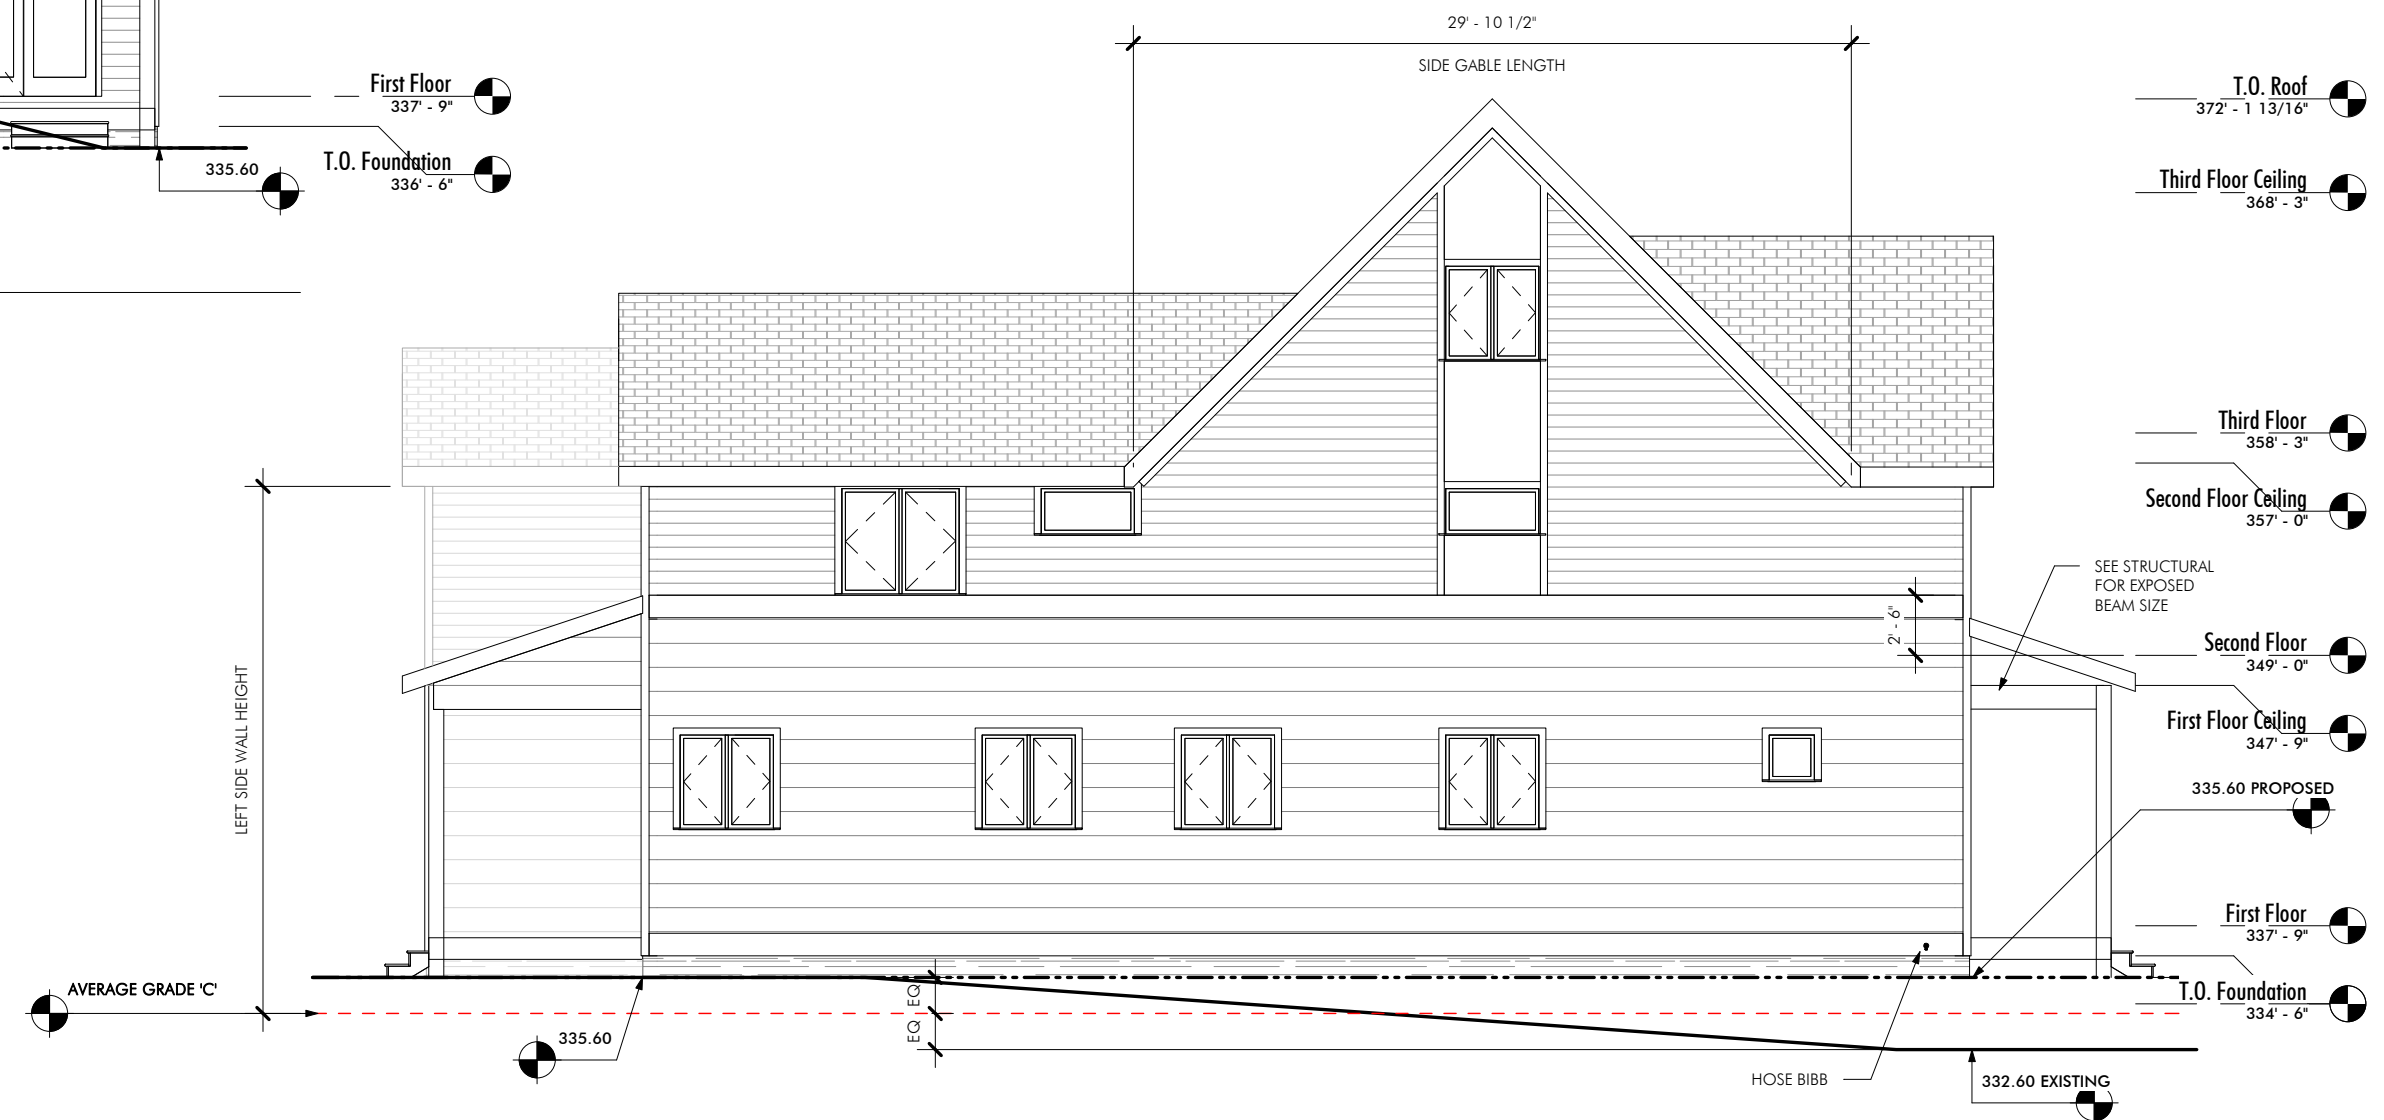 29' - 10 1/2"
SIDE GABLE LENGTH
First Floor
337' - 9"
T.O. Foundation
336' - 6"
335.60
T.O. Roof
372' - 1 13/16"
Third Floor Ceiling
368' - 3"
Third Floor
358' - 3"
Second Floor Ceiling
357' - 0"
SEE STRUCTURAL
FOR EXPOSED
BEAM SIZE
2' - 6"
Second Floor
349' - 0"
First Floor Ceiling
347' - 9"
LEFT SIDE WALL HEIGHT
335.60 PROPOSED
First Floor
337' - 9"
AVERAGE GRADE 'C'
EQ
EQ
T.O. Foundation
334' - 6"
335.60
HOSE BIBB
332.60 EXISTING